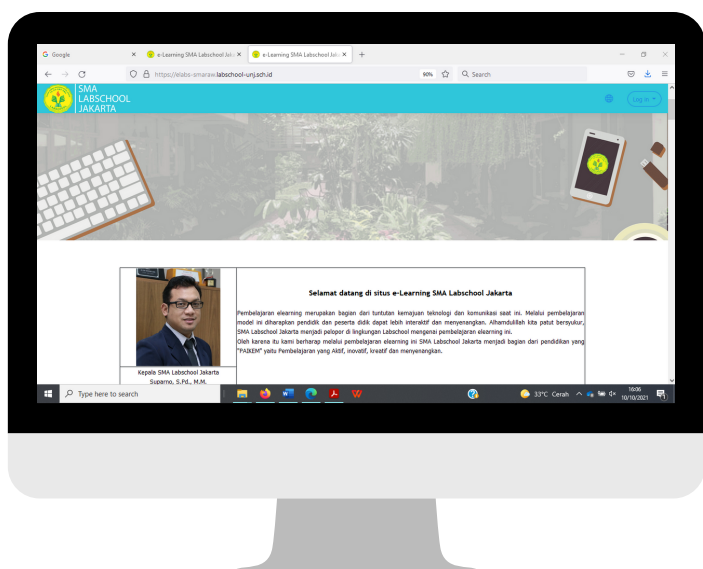 Google
e-Learning SMA Labschool Jak
e-Learning SMA Labschool Jak
https://elabs-smaraw.labschool-unj.sch.id
90%
Search
SMA
LABSCHOOL
JAKARTA
Log in
Selamat datang di situs e-Learning SMA Labschool Jakarta
Pembelajaran elearning merupakan bagian dari tuntutan kemajuan teknologi dan komunikasi saat ini. Melalui pembelajaran
model ini diharapkan pendidik dan peserta didik dapat lebih interaktif dan menyenangkan. Alhamdulillah kita patut bersyukur,
SMA Labschool Jakarta menjadi pelopor di lingkungan Labschool mengenai pembelajaran elearning ini.
Oleh karena itu kami berharap melalui pembelajaran elearning ini SMA Labschool Jakarta menjadi bagian dari pendidikan yang
"PAIKEM" yaitu Pembelajaran yang Aktif, inovatif, kreatif dan menyenangkan.
Kepala SMA Labschool Jakarta
Suparno, S.Pd., M.M.
Type here to search
33°C Cerah
16:06
10/10/2021